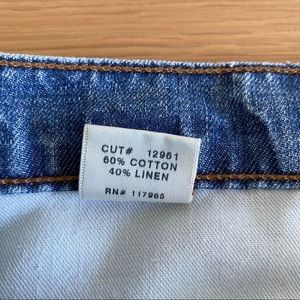 CUT# 12961
60% COTTON
40% LINEN
RN# 117965